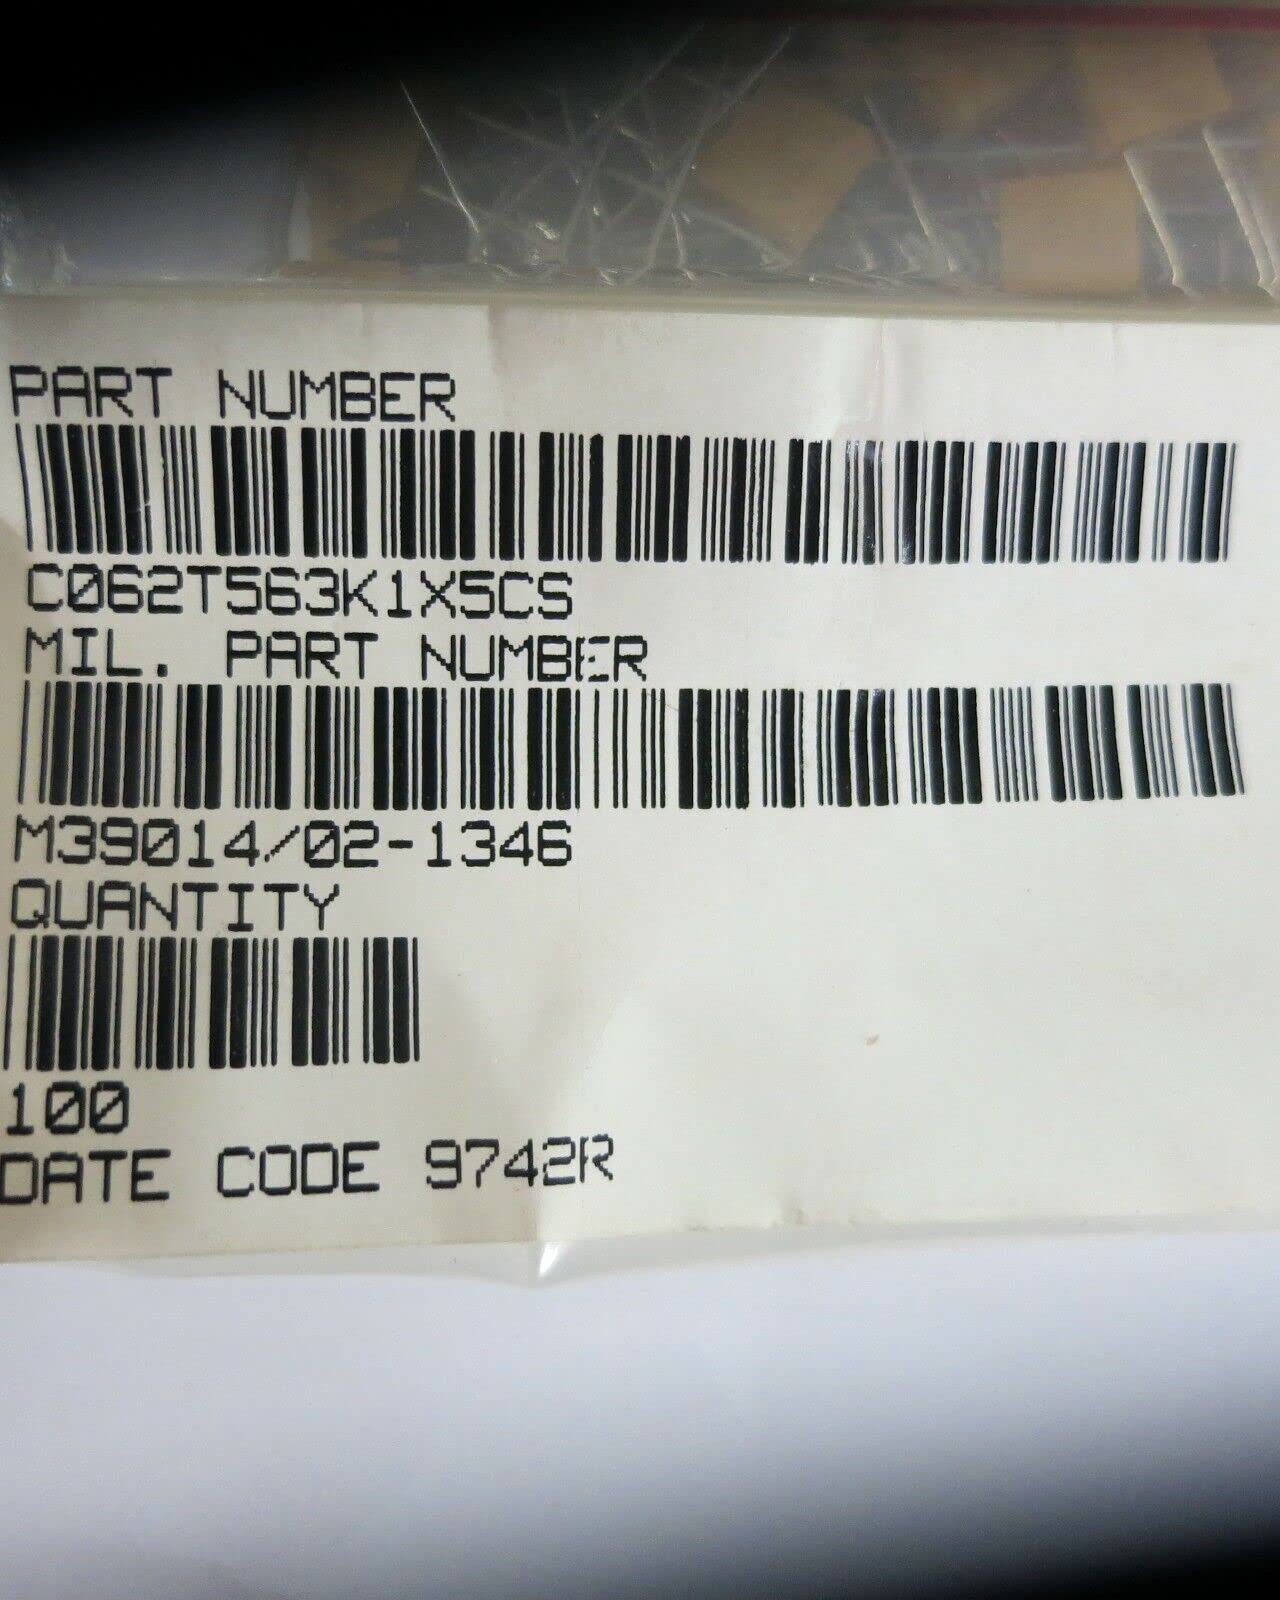 PART NUMBER
C062T563K1X5CS
MIL. PART NUMBER
M39014/02-1346
QUANTITY
100
DATE CODE 9742R